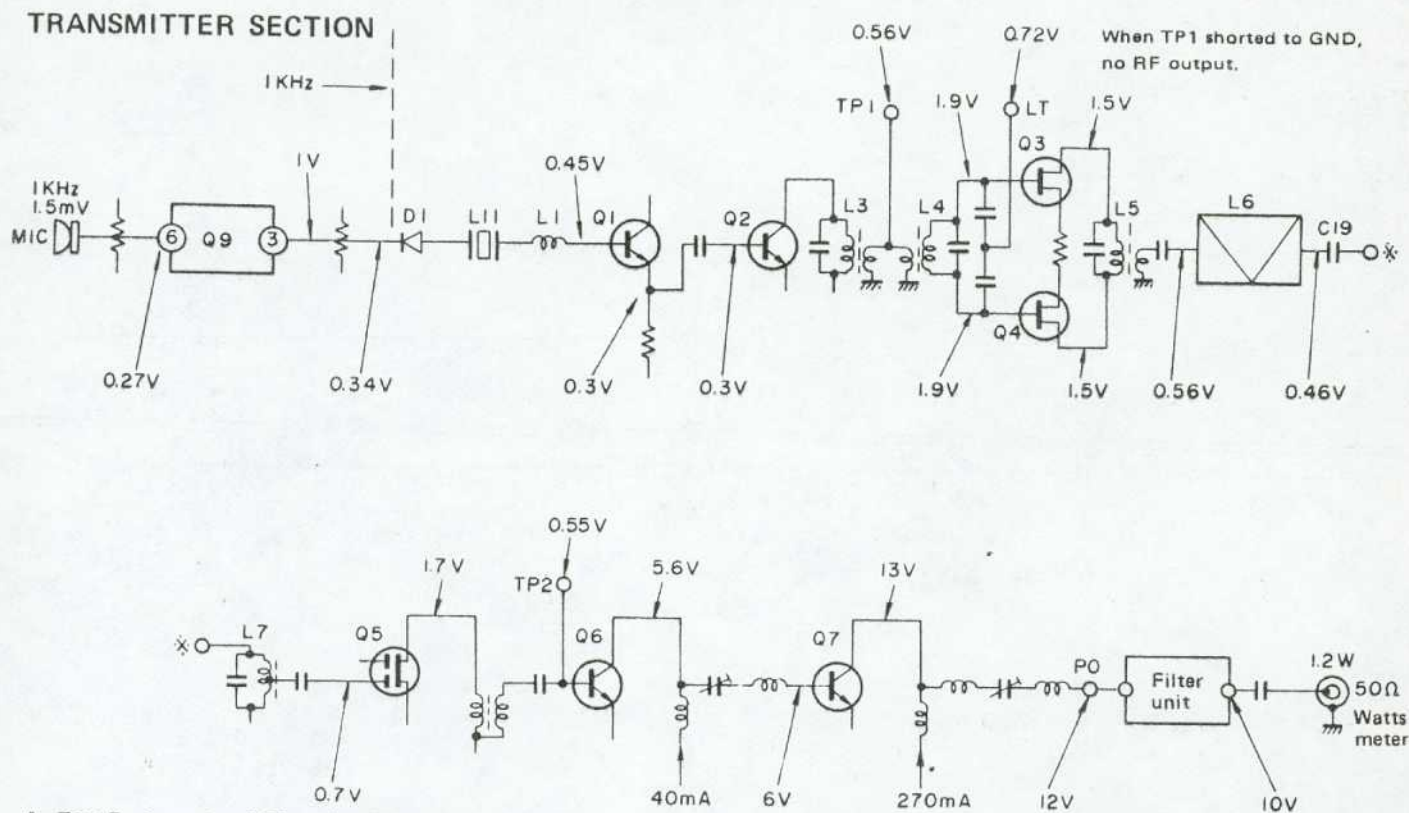 TRANSMITTER SECTION
1KHz
1KHz
1.5mV
MIC
6
Q9
3
1V
0.27V
0.34V
D1
L11
L1
0.45V
Q1
0.3V
0.3V
Q2
L3
0.56V
TP1
L4
1.9V
0.72V
LT
Q3
1.5V
When TP1 shorted to GND,
no RF output.
Q4
1.9V
1.5V
L5
0.56V
L6
C19
※
0.46V
※
L7
Q5
1.7V
0.7V
TP2
0.55V
Q6
5.6V
40mA
6V
Q7
13V
270mA
PO
12V
Filter
unit
10V
1.2W
50Ω
Watts
meter